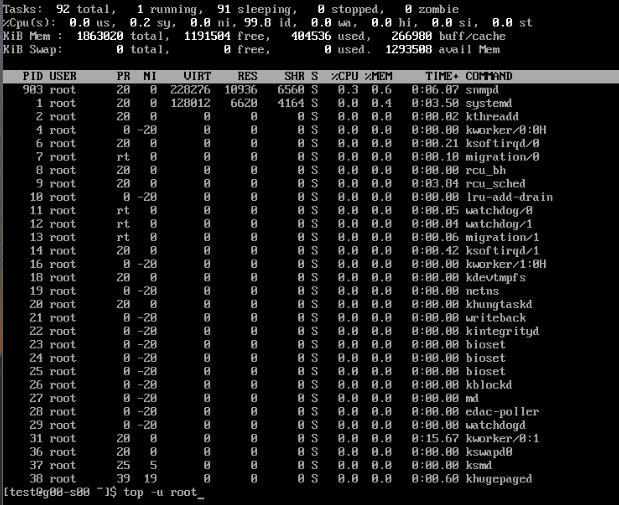 Tasks: 92 total, 1 running, 91 sleeping, 0 stopped, 0 zombie
%Cpu(s): 0.0 us, 0.2 sy, 0.0 ni, 99.8 id, 0.0 wa, 0.0 hi, 0.0 si, 0.0 st
KiB Mem : 1863020 total, 1191504 free, 404536 used, 266980 buff/cache
KiB Swap: 0 total, 0 free, 0 used. 1293508 avail Mem
PID USER PR NI VIRT RES SHR S %CPU %MEM TIME+ COMMAND
903 root 20 0 228276 10936 6560 S 0.3 0.6 0:06.07 snmpd
1 root 20 0 128012 6620 4164 S 0.0 0.4 0:03.50 systemd
2 root 20 0 0 0 0 S 0.0 0.0 0:00.02 kthreadd
4 root 0 -20 0 0 0 S 0.0 0.0 0:00.00 kworker/0:0H
6 root 20 0 0 0 0 S 0.0 0.0 0:00.21 ksoftirqd/0
7 root rt 0 0 0 0 S 0.0 0.0 0:00.10 migration/0
8 root 20 0 0 0 0 S 0.0 0.0 0:00.00 rcu_bh
9 root 20 0 0 0 0 S 0.0 0.0 0:03.84 rcu_sched
10 root 0 -20 0 0 0 S 0.0 0.0 0:00.00 lru-add-drain
11 root rt 0 0 0 0 S 0.0 0.0 0:00.05 watchdog/0
12 root rt 0 0 0 0 S 0.0 0.0 0:00.04 watchdog/1
13 root rt 0 0 0 0 S 0.0 0.0 0:00.06 migration/1
14 root 20 0 0 0 0 S 0.0 0.0 0:00.42 ksoftirqd/1
16 root 0 -20 0 0 0 S 0.0 0.0 0:00.00 kworker/1:0H
18 root 20 0 0 0 0 S 0.0 0.0 0:00.00 kdevtmpfs
19 root 0 -20 0 0 0 S 0.0 0.0 0:00.00 netns
20 root 20 0 0 0 0 S 0.0 0.0 0:00.00 khungtaskd
21 root 0 -20 0 0 0 S 0.0 0.0 0:00.00 writeback
22 root 0 -20 0 0 0 S 0.0 0.0 0:00.00 kintegrityd
23 root 0 -20 0 0 0 S 0.0 0.0 0:00.00 bioset
24 root 0 -20 0 0 0 S 0.0 0.0 0:00.00 bioset
25 root 0 -20 0 0 0 S 0.0 0.0 0:00.00 bioset
26 root 0 -20 0 0 0 S 0.0 0.0 0:00.00 kblockd
27 root 0 -20 0 0 0 S 0.0 0.0 0:00.00 md
28 root 0 -20 0 0 0 S 0.0 0.0 0:00.00 edac-poller
29 root 0 -20 0 0 0 S 0.0 0.0 0:00.00 watchdogd
31 root 20 0 0 0 0 S 0.0 0.0 0:15.67 kworker/0:1
36 root 20 0 0 0 0 S 0.0 0.0 0:00.00 kswapd0
37 root 25 5 0 0 0 S 0.0 0.0 0:00.00 ksmd
38 root 39 19 0 0 0 S 0.0 0.0 0:00.60 khugepaged
[test@g00-s00 ~]$ top -u root_